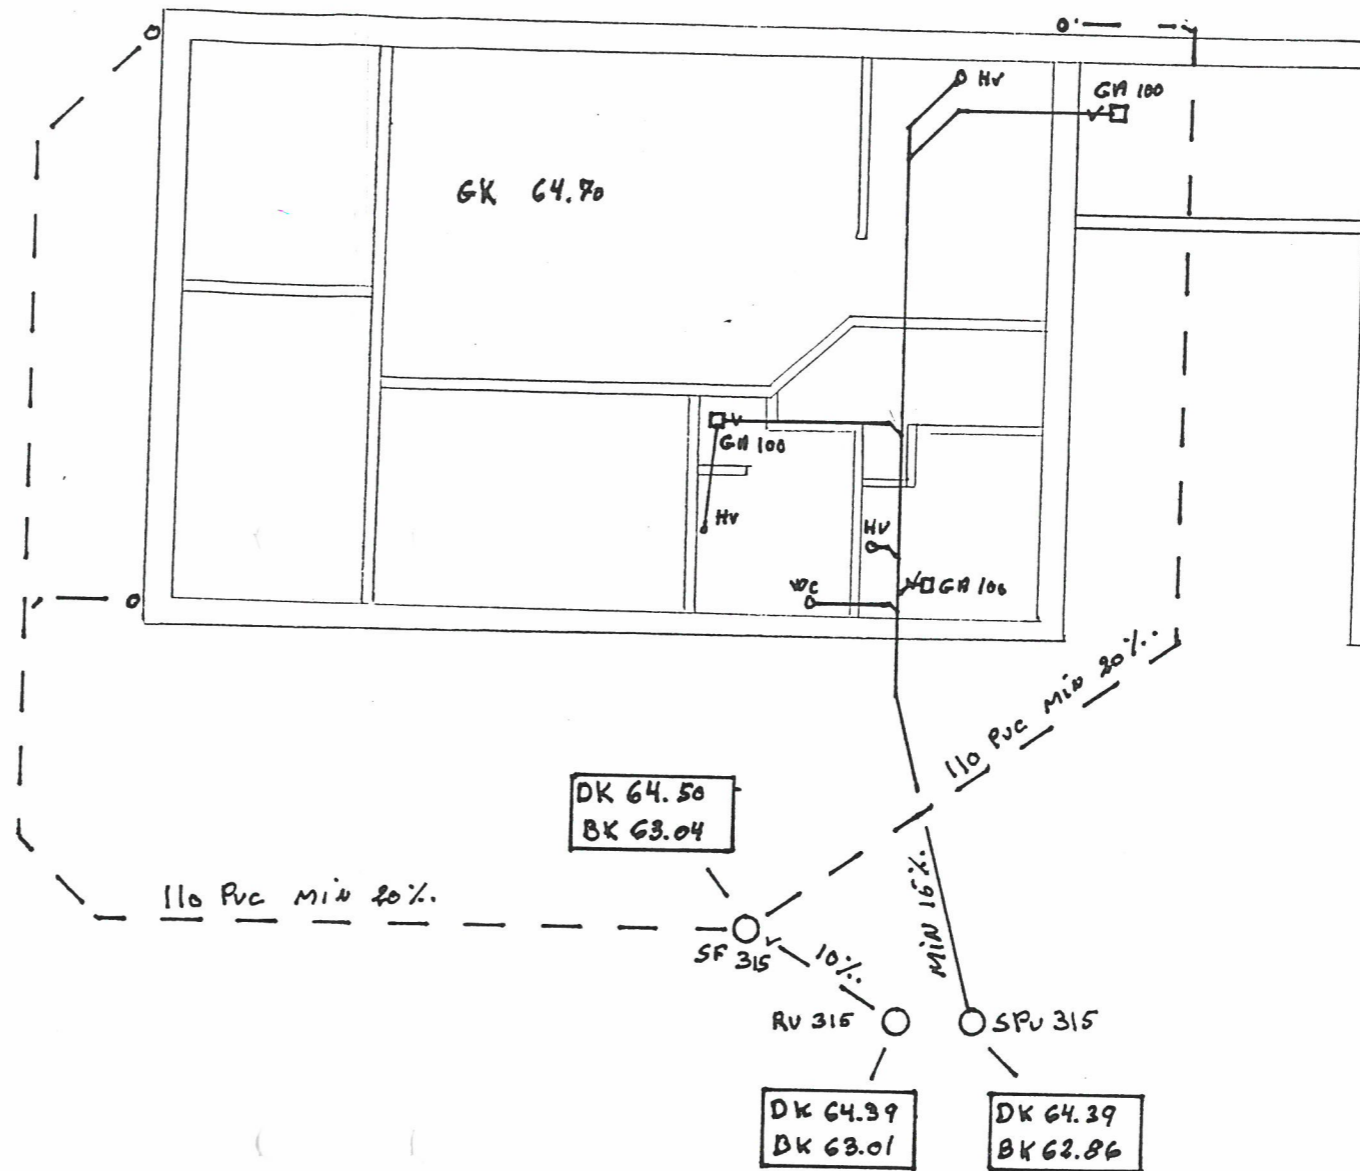 Hv
GA 100
GK 64.70
GA 100
Hv
Hv
GA 100
WC
110 PVC MIN 20‰
DK 64.50
BK 63.04
110 PVC MIN 20‰
SF 315
10‰
MIN 15‰
RV 315
SPU 315
DK 64.39
BK 63.01
DK 64.39
BK 62.86